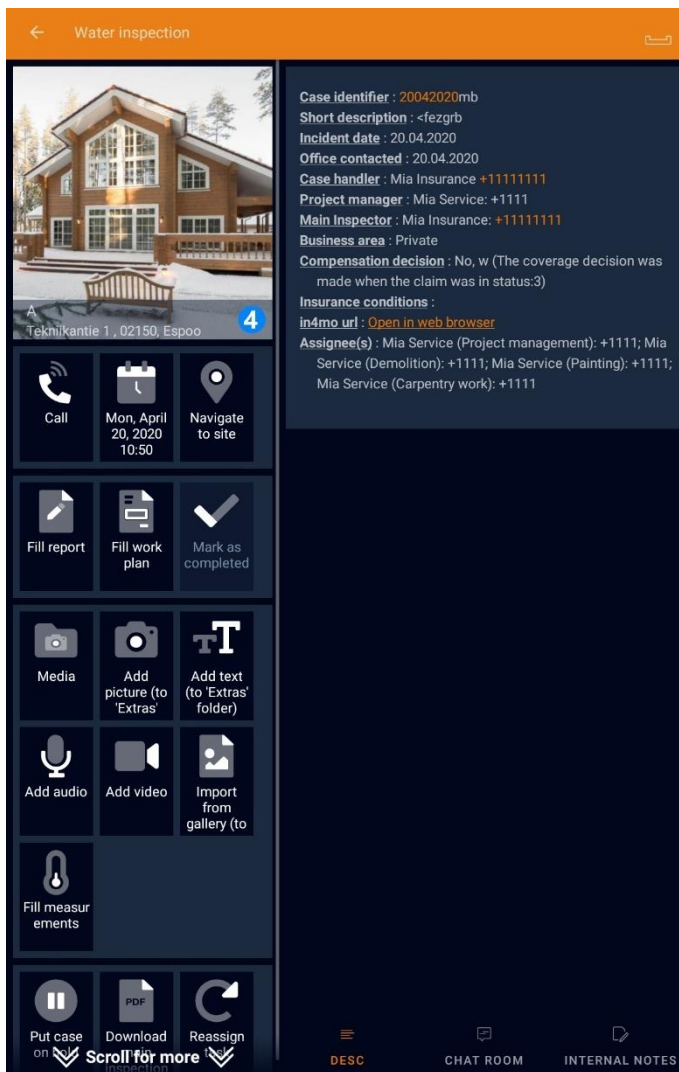 Water inspection
A
Tekniikantie 1 , 02150, Espoo
4
Call
Mon, April
20, 2020
10:50
Navigate
to site
Fill report
Fill work
plan
Mark as
completed
Media
Add
picture (to
'Extras'
Add text
(to 'Extras'
folder)
Add audio
Add video
Import
from
gallery (to
Fill measur
ements
Put case
on hold
PDF
Download
main
inspection
Reassign
task
Scroll for more
Case identifier : 20042020mb
Short description : <fezgrb
Incident date : 20.04.2020
Office contacted : 20.04.2020
Case handler : Mia Insurance +11111111
Project manager : Mia Service: +1111
Main Inspector : Mia Insurance: +11111111
Business area : Private
Compensation decision : No, w (The coverage decision was
made when the claim was in status:3)
Insurance conditions :
in4mo url : Open in web browser
Assignee(s) : Mia Service (Project management): +1111; Mia
Service (Demolition): +1111; Mia Service (Painting): +1111;
Mia Service (Carpentry work): +1111
DESC
CHAT ROOM
INTERNAL NOTES